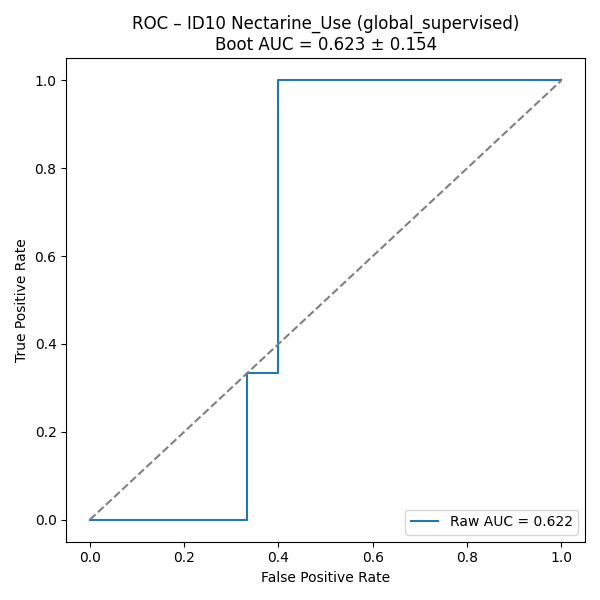 ROC – ID10 Nectarine_Use (global_supervised)
Boot AUC = 0.623 ± 0.154
True Positive Rate
1.0
0.8
0.6
0.4
0.2
0.0
Raw AUC = 0.622
0.0 0.2 0.4 0.6 0.8 1.0
False Positive Rate